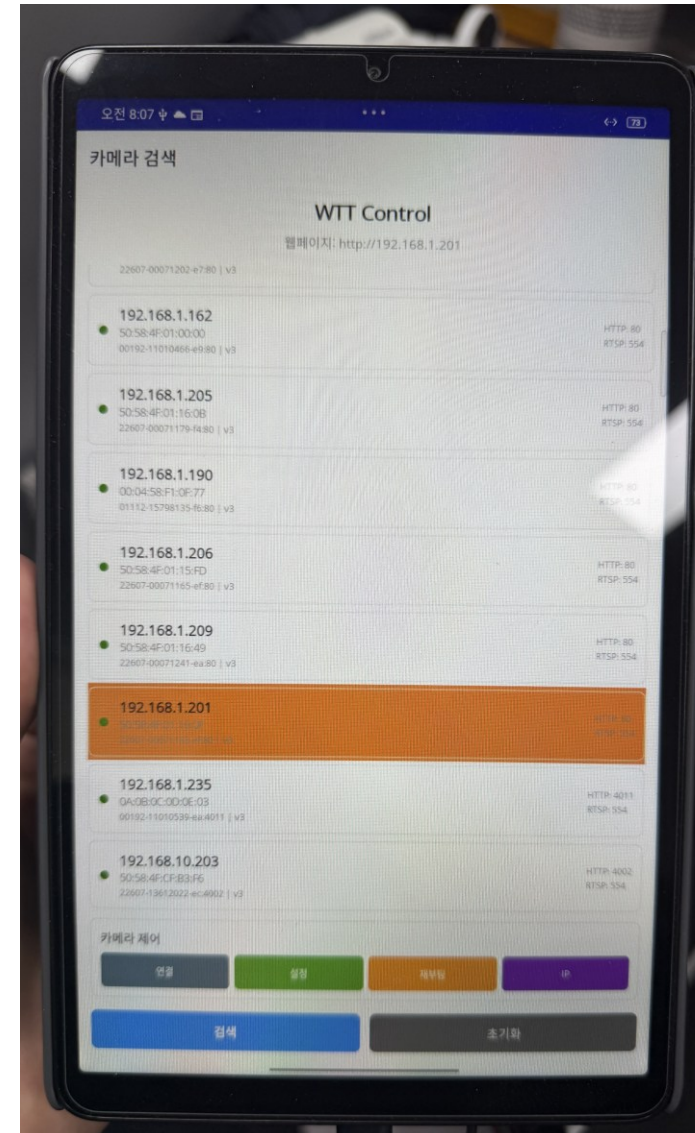 오전 8:07
73
카메라 검색
WTT Control
웹페이지: http://192.168.1.201
22607-00071202-e7:80 | v3
192.168.1.162
50:58:4F:01:00:00
00192-11010466-e9:80 | v3
HTTP: 80
RTSP: 554
192.168.1.205
50:58:4F:01:16:0B
22607-00071179-f4:80 | v3
HTTP: 80
RTSP: 554
192.168.1.190
00:04:58:F1:0F:77
01112-15798135-f6:80 | v3
HTTP: 80
RTSP: 554
192.168.1.206
50:58:4F:01:15:FD
22607-00071165-ef:80 | v3
HTTP: 80
RTSP: 554
192.168.1.209
50:58:4F:01:16:49
22607-00071241-ea:80 | v3
HTTP: 80
RTSP: 554
192.168.1.201
192.168.1.235
0A:0B:0C:0D:0E:03
00192-11010539-ea:4011 | v3
HTTP: 4011
RTSP: 554
192.168.10.203
50:58:4F:CF:B3:F6
22607-13612022-ec:4002 | v3
HTTP: 4002
RTSP: 554
카메라 제어
연결
설정
재부팅
IP
검색
초기화